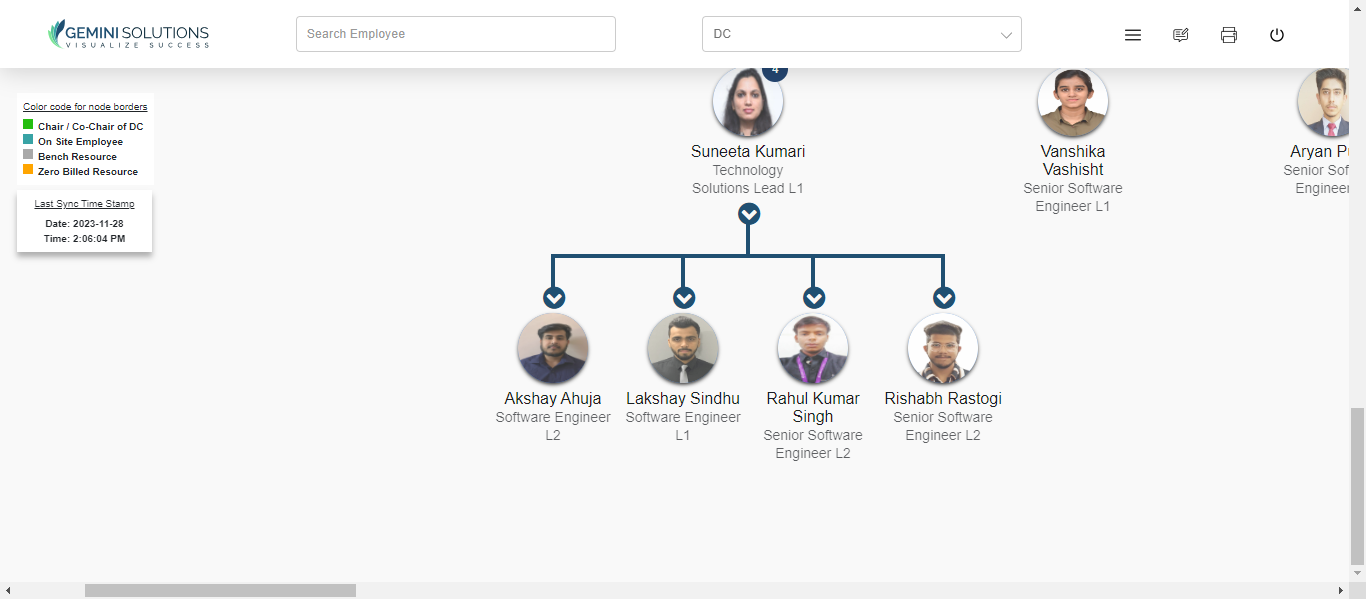 GEMINI SOLUTIONS
VISUALIZE SUCCESS
Search Employee
DC
Color code for node borders
Chair / Co-Chair of DC
On Site Employee
Bench Resource
Zero Billed Resource
Last Sync Time Stamp
Date: 2023-11-28
Time: 2:06:04 PM
4
Suneeta Kumari
Technology
Solutions Lead L1
Vanshika
Vashisht
Senior Software
Engineer L1
Aryan P
Senior Sof
Engineer
Akshay Ahuja
Software Engineer
L2
Lakshay Sindhu
Software Engineer
L1
Rahul Kumar
Singh
Senior Software
Engineer L2
Rishabh Rastogi
Senior Software
Engineer L2